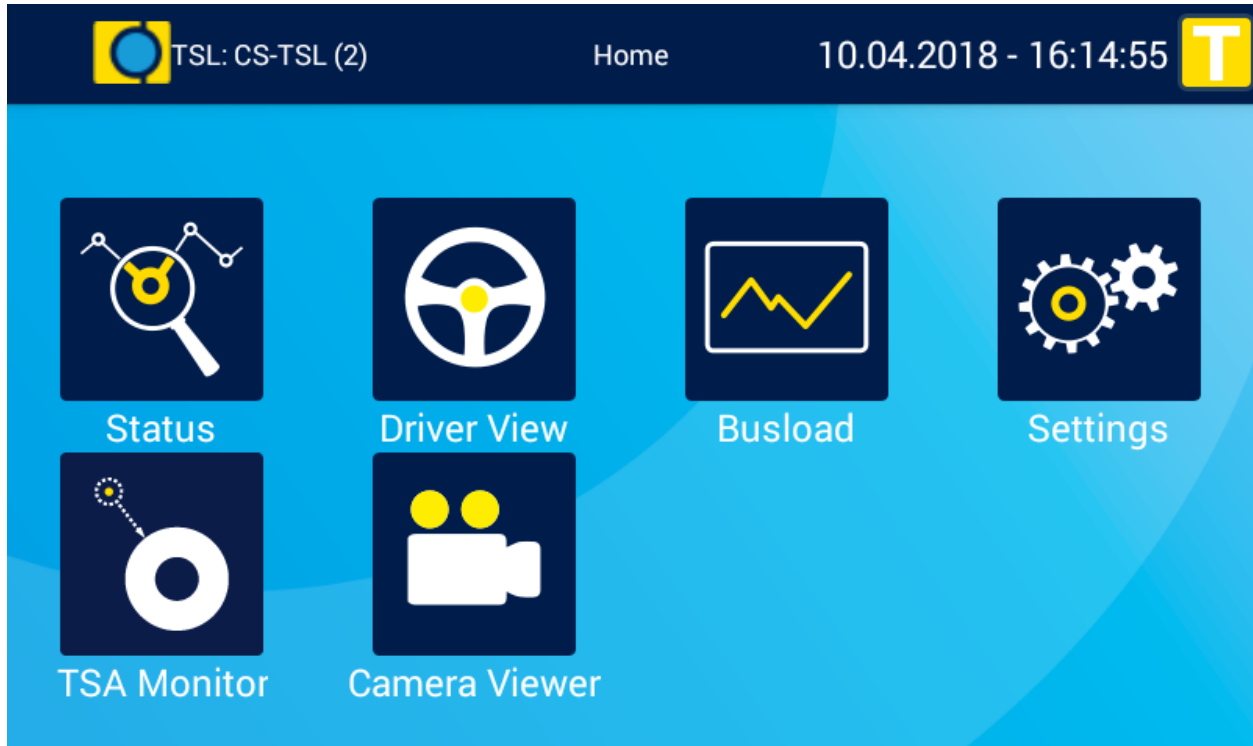 TSL: CS-TSL (2) Home 10.04.2018 - 16:14:55 T
Status Driver View Busload Settings
TSA Monitor Camera Viewer